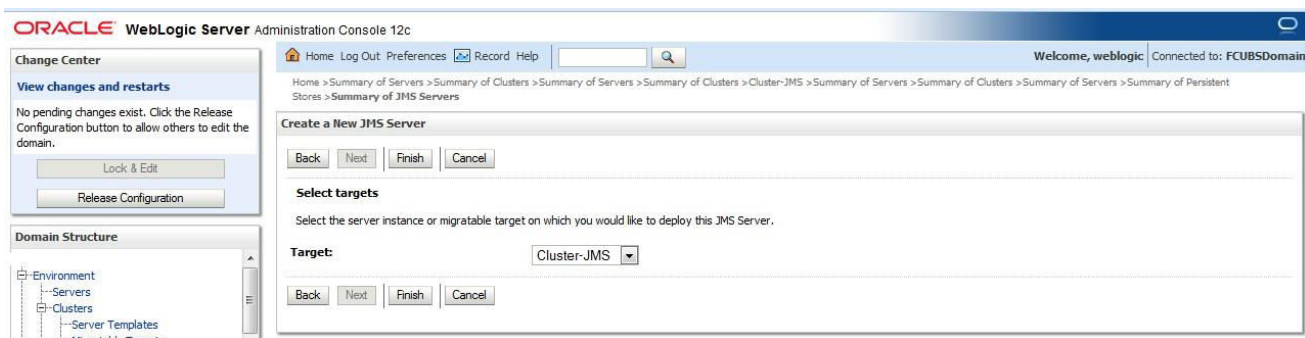 ORACLE WebLogic Server Administration Console 12c
Change Center
View changes and restarts
No pending changes exist. Click the Release
Configuration button to allow others to edit the
domain.
Lock & Edit
Release Configuration
Domain Structure
Environment
Servers
Clusters
Server Templates
Home Log Out Preferences Record Help
Welcome, weblogic Connected to: FCUBSDomain
Home >Summary of Servers >Summary of Clusters >Summary of Servers >Summary of Clusters >Cluster-JMS >Summary of Servers >Summary of Clusters >Summary of Servers >Summary of Persistent
Stores >Summary of JMS Servers
Create a New JMS Server
Back Next Finish Cancel
Select targets
Select the server instance or migratable target on which you would like to deploy this JMS Server.
Target: Cluster-JMS
Back Next Finish Cancel